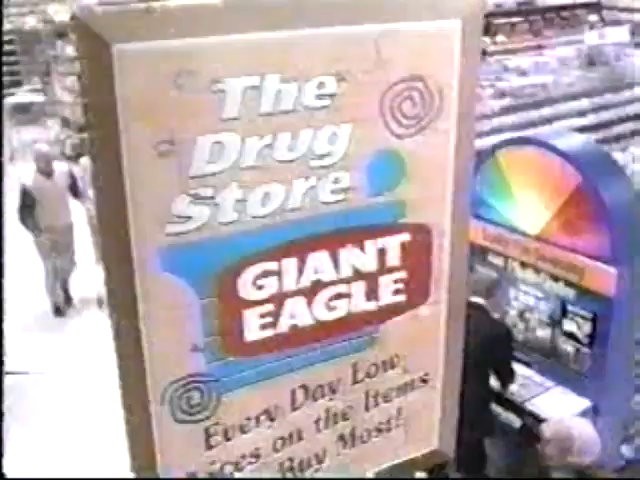 The
Drug
Store
GIANT
EAGLE
Every Day Low
on the Items
Buy Most!